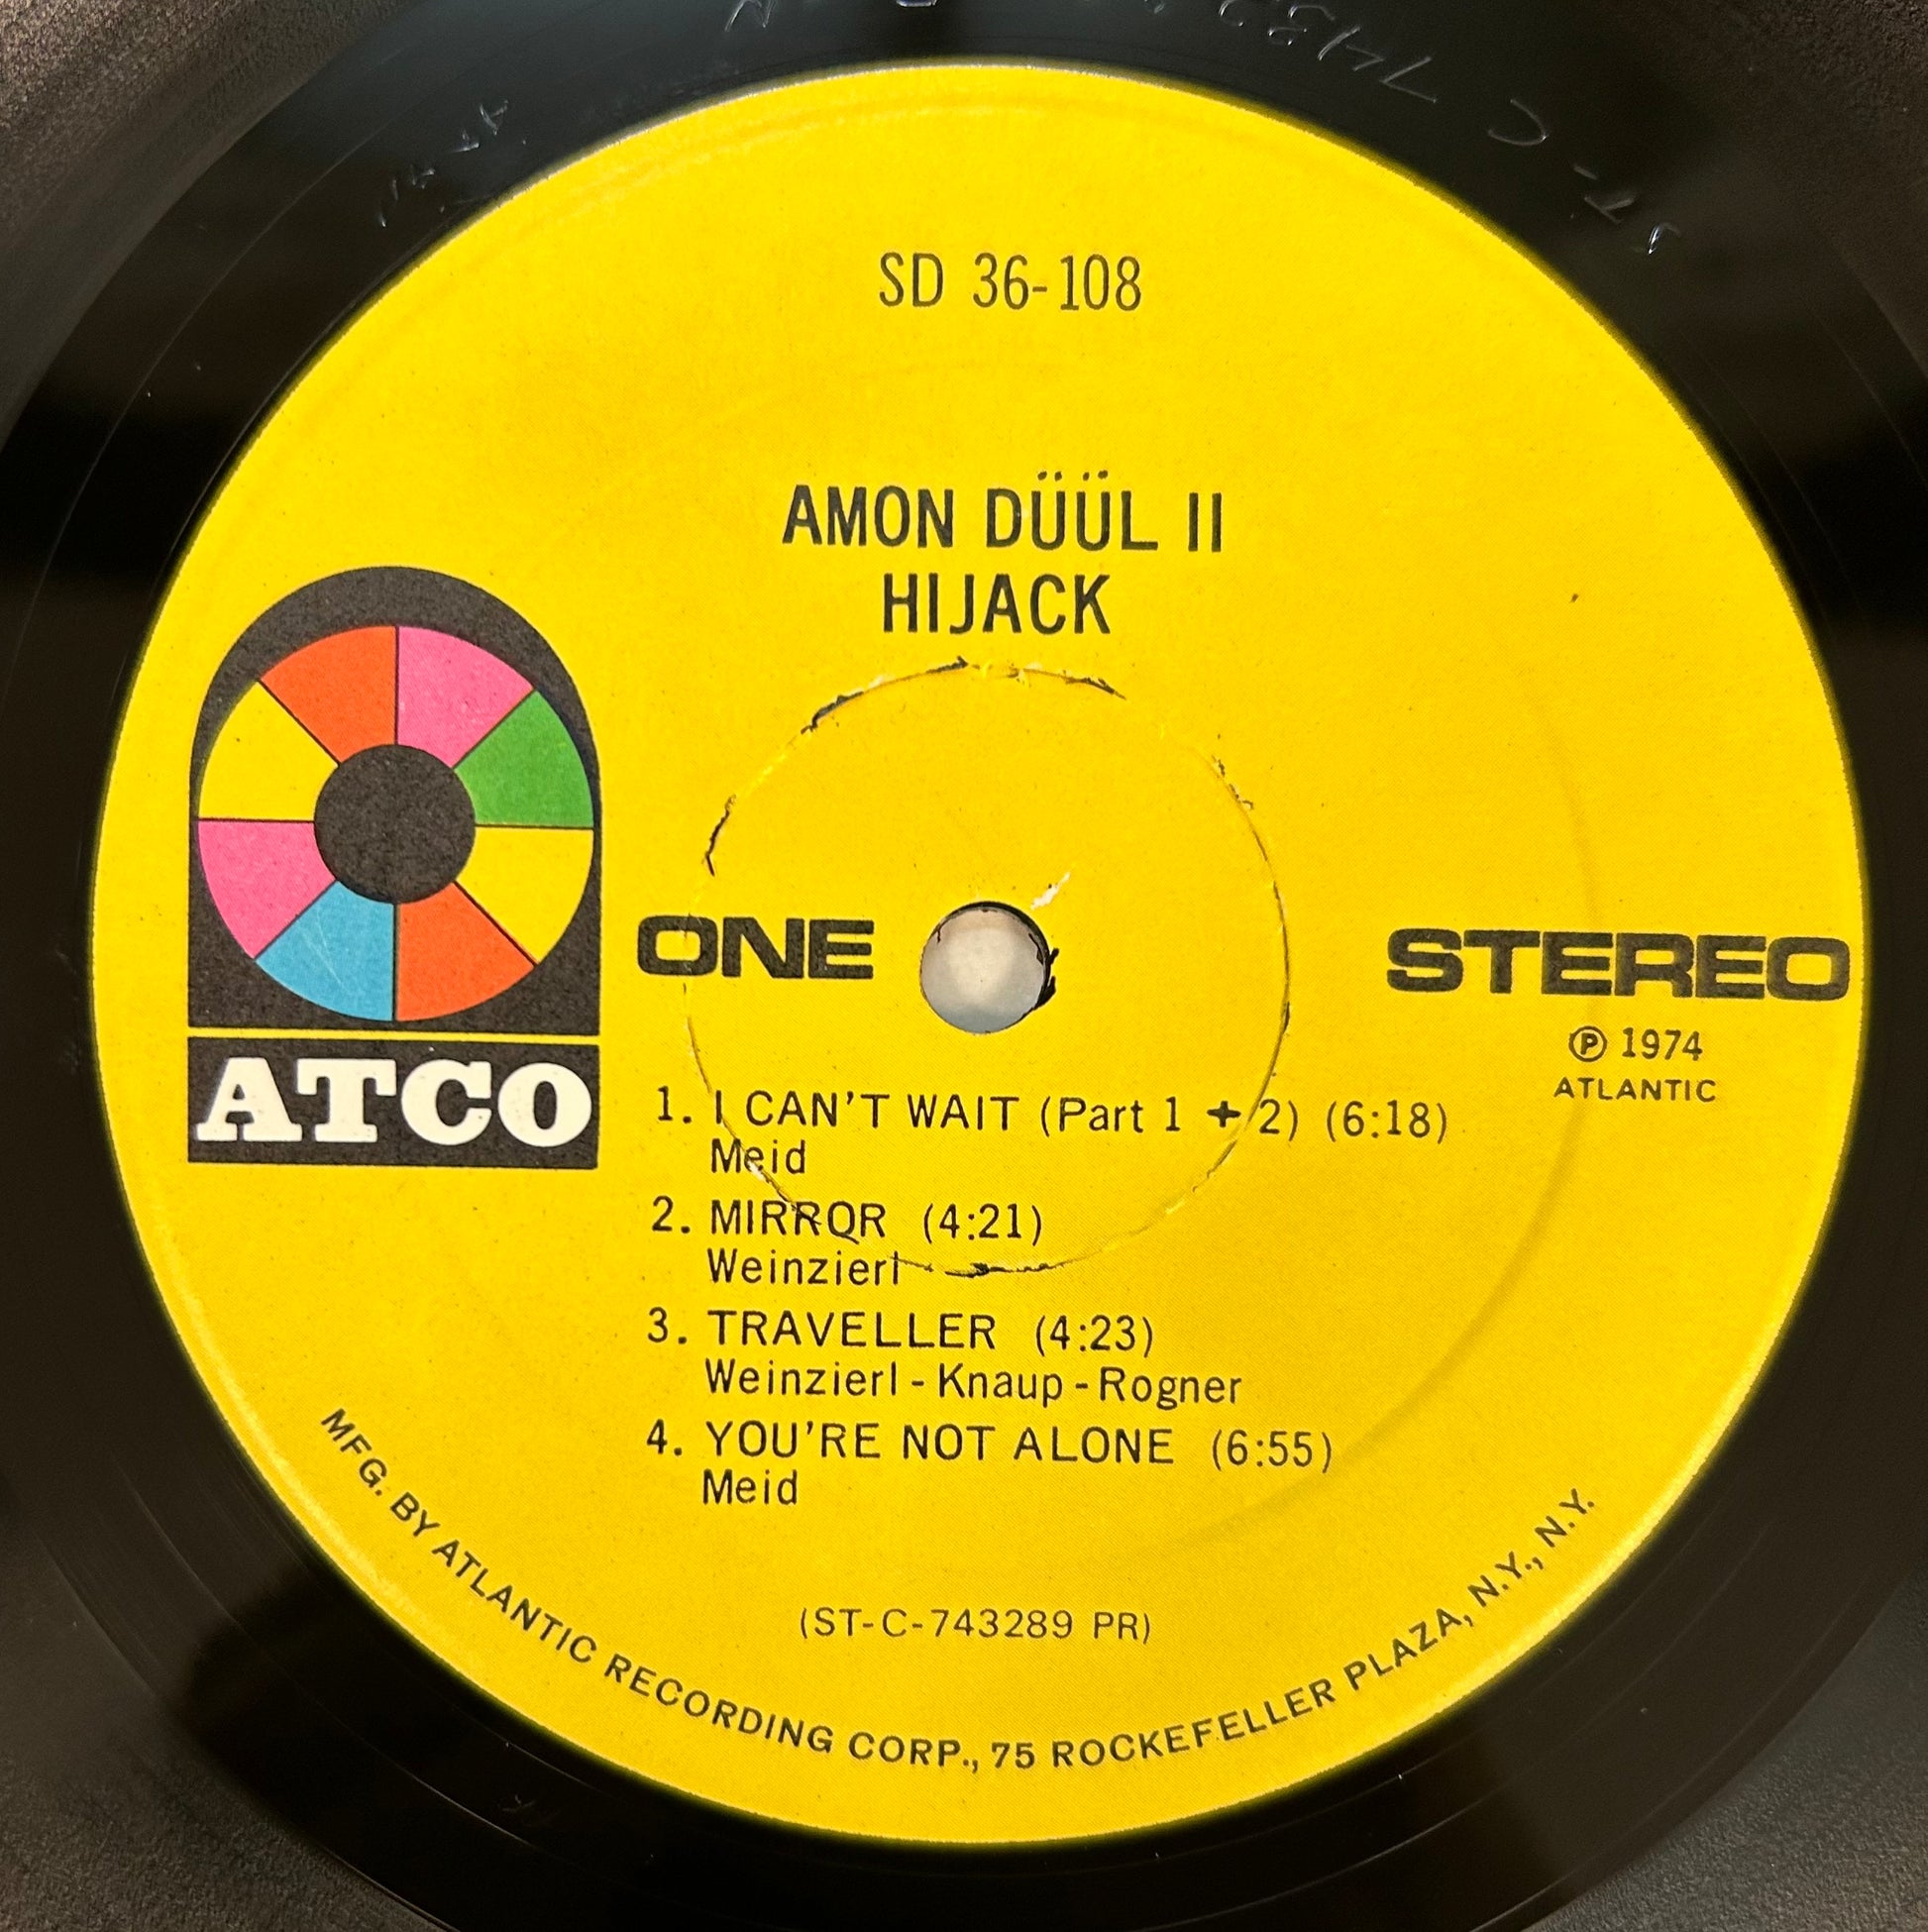 SD 36-108
AMON DÜÜL II
HIJACK
ATCO
ONE
STEREO
℗ 1974
ATLANTIC
1. I CAN'T WAIT (Part 1 + 2) (6:18)
Meid
2. MIRROR (4:21)
Weinzierl
3. TRAVELLER (4:23)
Weinzierl - Knaup - Rogner
4. YOU'RE NOT ALONE (6:55)
Meid
(ST-C-743289 PR)
MFG. BY ATLANTIC RECORDING CORP., 75 ROCKEFELLER PLAZA, N.Y., N.Y.